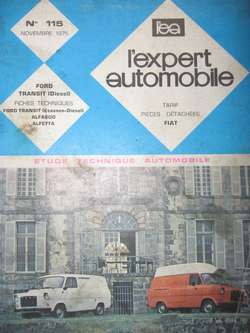 N° 115
NOVEMBRE 1975
l'ea
l'expert
automobile
FORD
TRANSIT (Diesel)
FICHES TECHNIQUES
FORD TRANSIT (Essence-Diesel)
ALFASUD
ALFETTA
TARIF
PIÈCES DÉTACHÉES
FIAT
ETUDE TECHNIQUE AUTOMOBILE